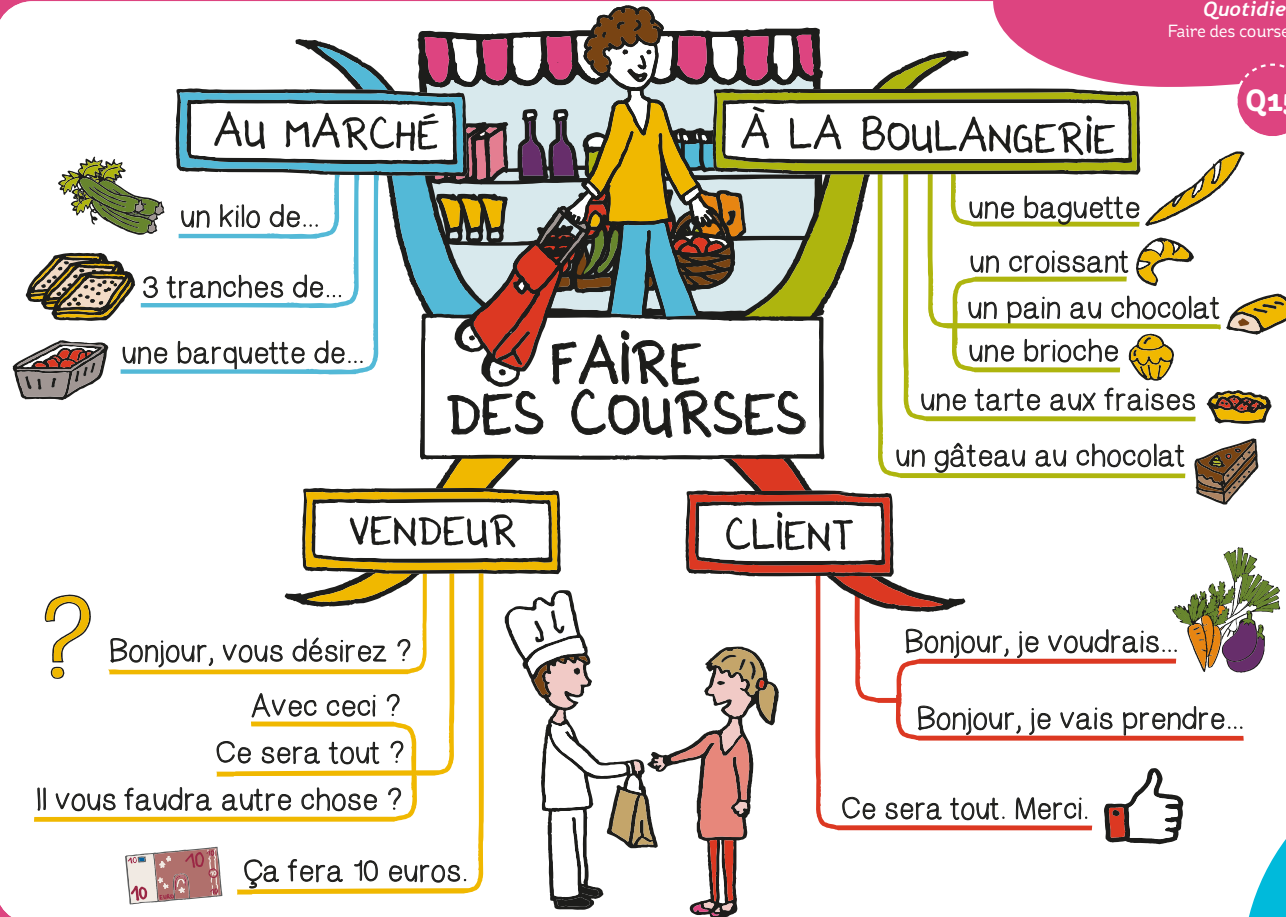 Quotidie
Faire des course
Q1
AU MARCHÉ
un kilo de...
3 tranches de...
une barquette de...
À LA BOULANGERIE
une baguette
un croissant
un pain au chocolat
une brioche
une tarte aux fraises
un gâteau au chocolat
FAIRE
DES COURSES
VENDEUR
Bonjour, vous désirez ?
Avec ceci ?
Ce sera tout ?
Il vous faudra autre chose ?
10
10
10
Ça fera 10 euros.
CLIENT
Bonjour, je voudrais...
Bonjour, je vais prendre...
Ce sera tout. Merci.